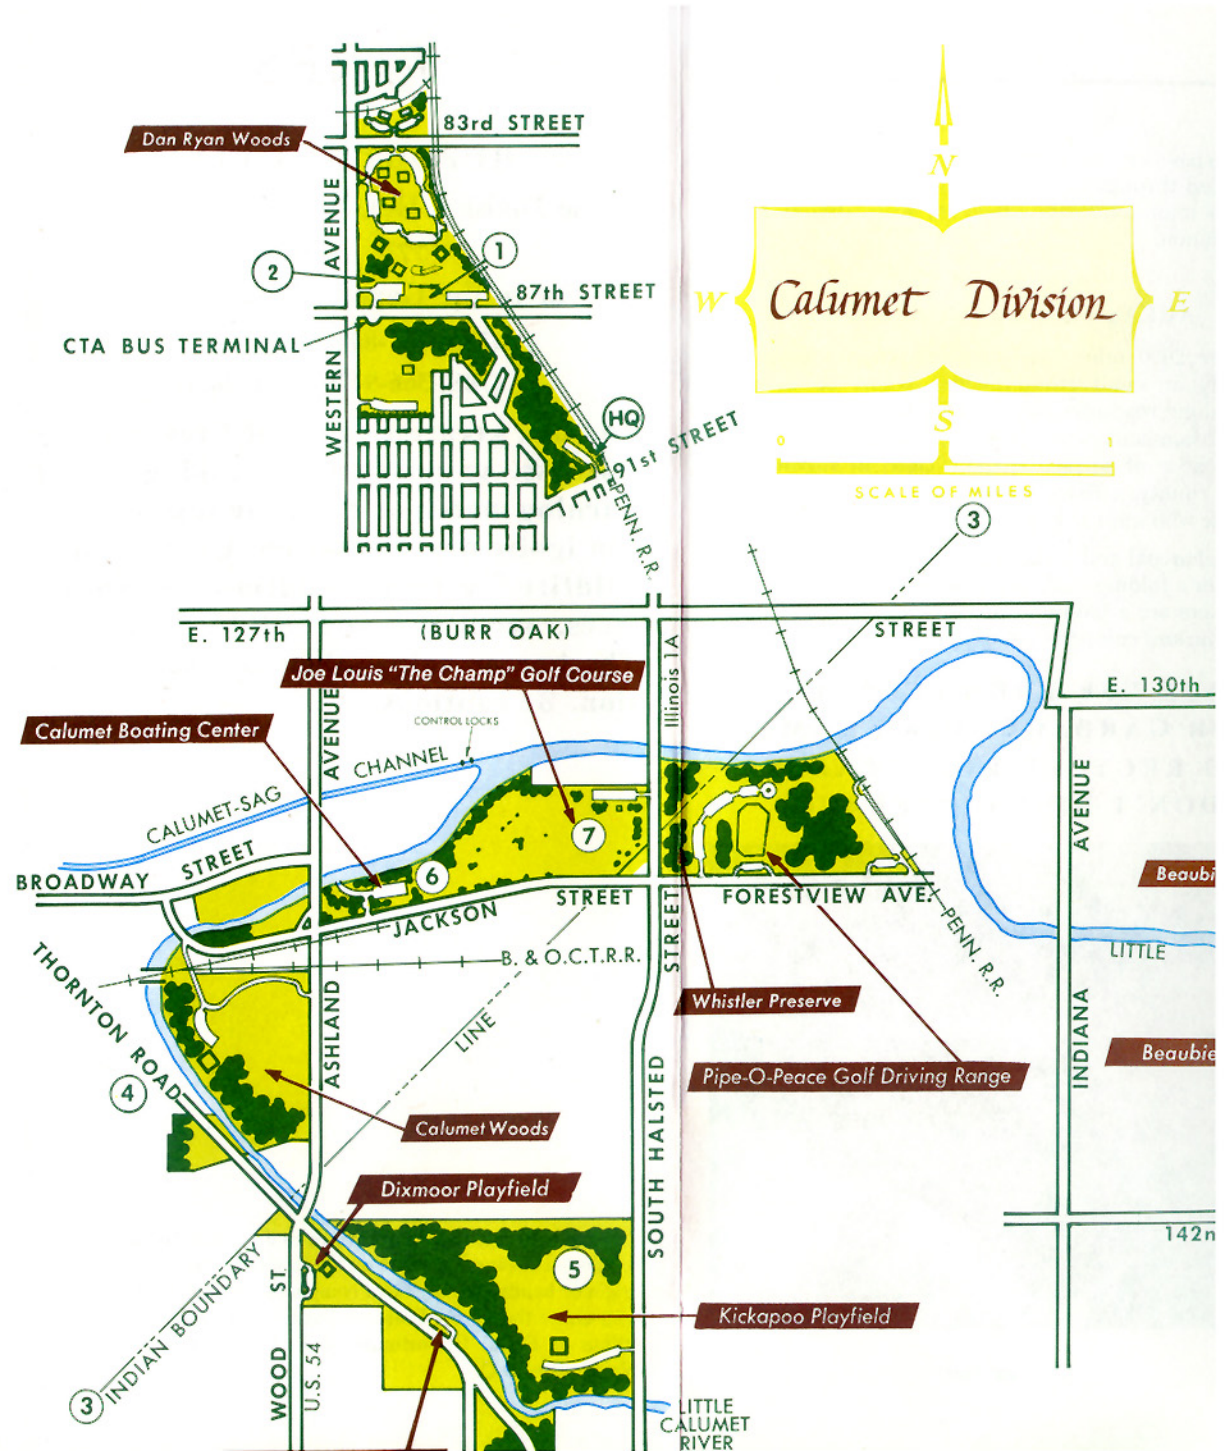 83rd STREET
Dan Ryan Woods
AVENUE
N
1
2
87th STREET
W
Calumet Division
E
CTA BUS TERMINAL
WESTERN
HQ
S
91st STREET
0
1
SCALE OF MILES
PENN. R.R.
3
E. 127th
(BURR OAK)
STREET
Illinois 1A
Joe Louis "The Champ" Golf Course
E. 130th
AVENUE
CONTROL LOCKS
Calumet Boating Center
CALUMET-SAG
CHANNEL
AVENUE
7
BROADWAY
STREET
6
JACKSON
STREET
FORESTVIEW AVE.
Beaubi
PENN. R.R.
STREET
B. & O.C.T.R.R.
LITTLE
THORNTON ROAD
ASHLAND
LINE
Whistler Preserve
INDIANA
Beaubie
Pipe-O-Peace Golf Driving Range
4
Calumet Woods
SOUTH HALSTED
Dixmoor Playfield
142n
5
INDIAN BOUNDARY
ST.
Kickapoo Playfield
3
WOOD
U.S. 54
LITTLE
CALUMET
RIVER